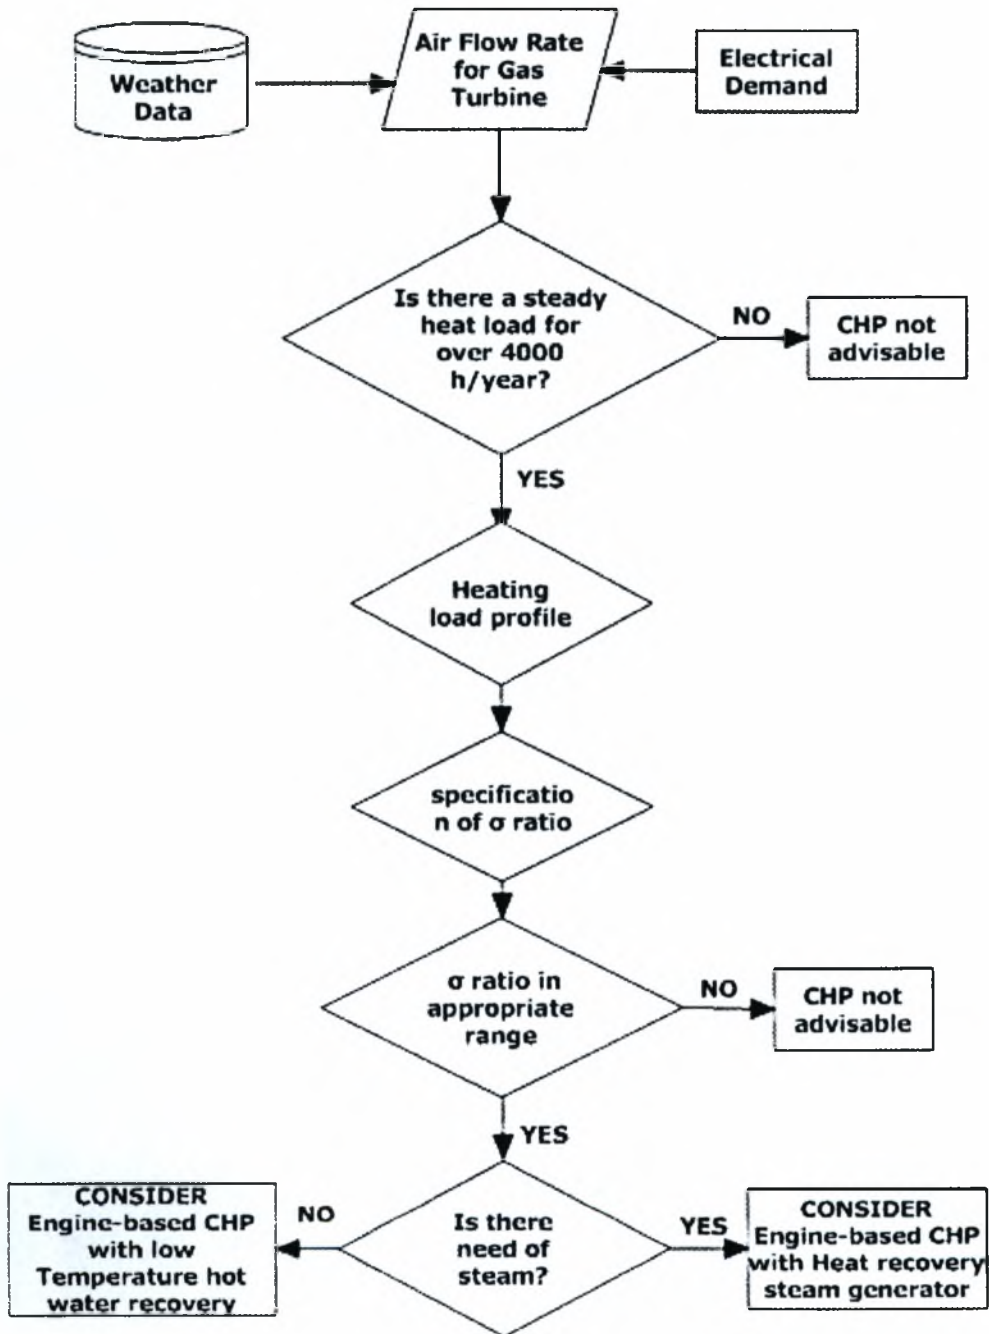 Weather
Data
Air Flow Rate
for Gas
Turbine
Electrical
Demand
Is there a steady
heat load for
over 4000
h/year?
NO
CHP not
advisable
YES
Heating
load profile
specificatio
n of σ ratio
σ ratio in
appropriate
range
NO
CHP not
advisable
YES
CONSIDER
Engine-based CHP
with low
Temperature hot
water recovery
NO
Is there
need of
steam?
YES
CONSIDER
Engine-based CHP
with Heat recovery
steam generator